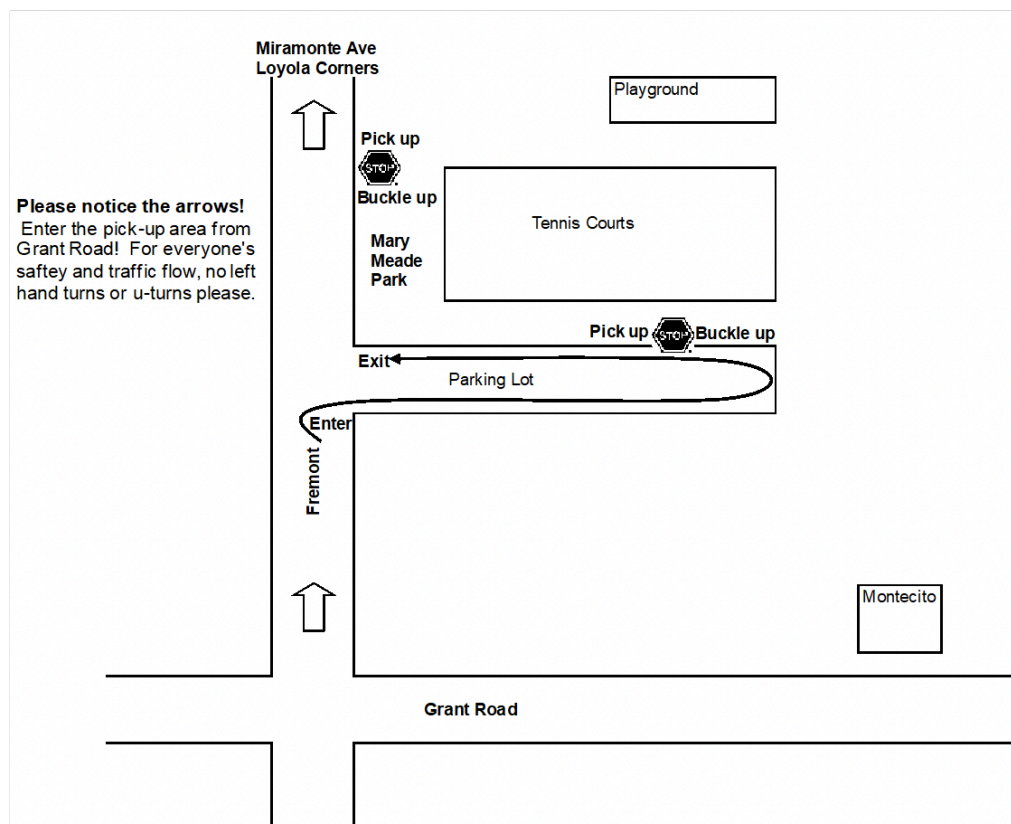 Miramonte Ave
Loyola Corners
Playground
Pick up
STOP
Buckle up
Please notice the arrows!
Enter the pick-up area from
Grant Road!  For everyone's
saftey and traffic flow, no left
hand turns or u-turns please.
Tennis Courts
Mary
Meade
Park
Pick up STOP Buckle up
Exit
Parking Lot
Enter
Fremont
Montecito
Grant Road